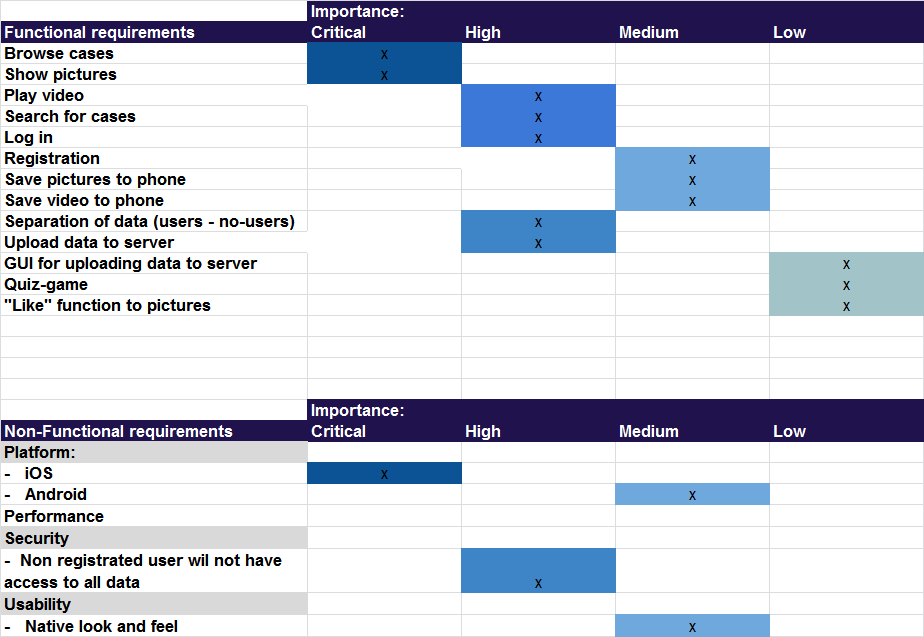 Importance:
Functional requirements Critical High Medium Low
Browse cases x
Show pictures x
Play video x
Search for cases x
Log in x
Registration x
Save pictures to phone x
Save video to phone x
Separation of data (users - no-users) x
Upload data to server x
GUI for uploading data to server x
Quiz-game x
"Like" function to pictures x
Importance:
Non-Functional requirements Critical High Medium Low
Platform:
- iOS x
- Android x
Performance
Security
- Non registrated user wil not have
access to all data x
Usability
- Native look and feel x